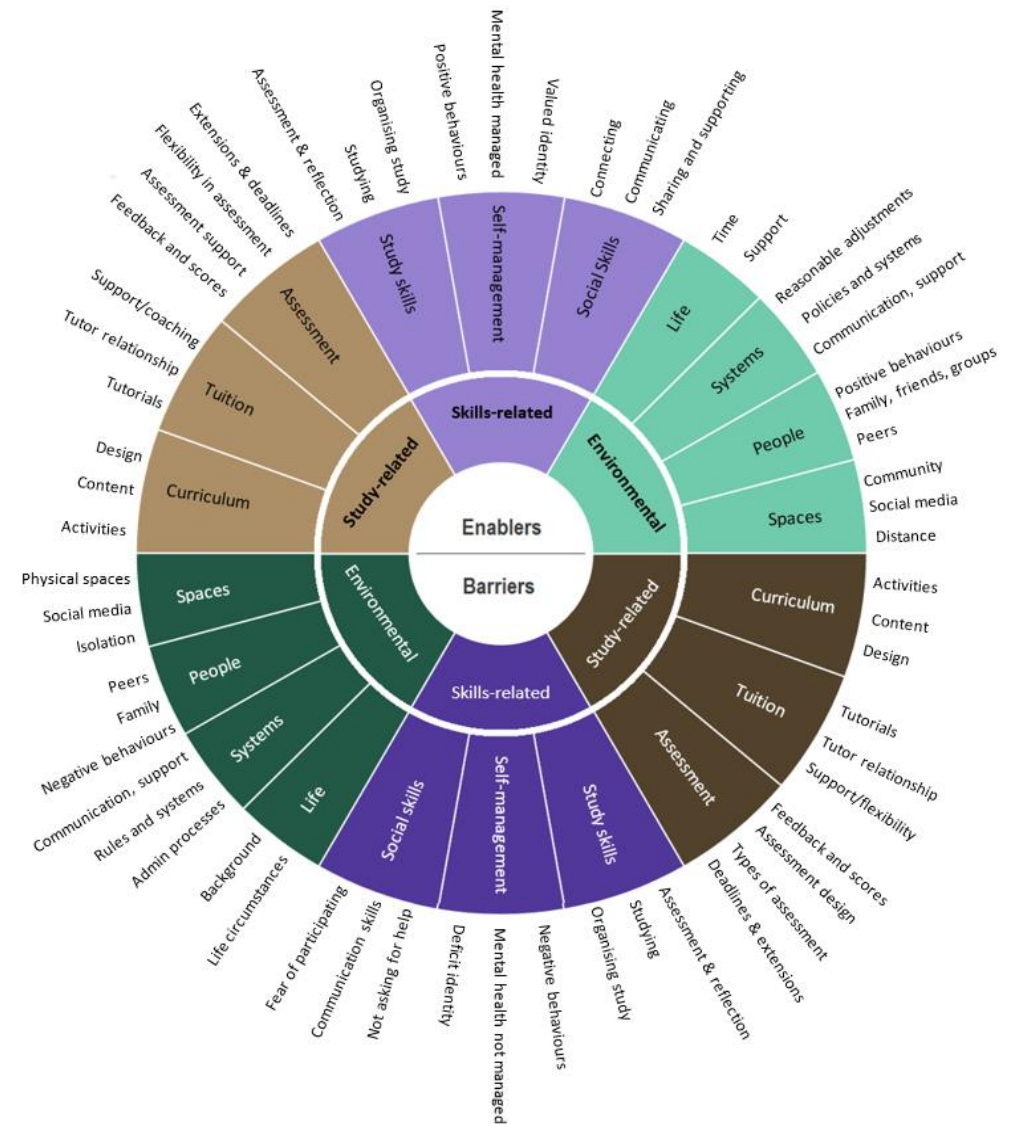 Enablers
Barriers
Skills-related
Study skills
Assessment & reflection
Studying
Organising study
Self-management
Positive behaviours
Mental health managed
Valued identity
Social Skills
Connecting
Communicating
Sharing and supporting
Environmental
Life
Time
Support
Systems
Reasonable adjustments
Policies and systems
Communication, support
People
Positive behaviours
Family, friends, groups
Peers
Spaces
Community
Social media
Distance
Study-related
Curriculum
Activities
Content
Design
Tuition
Tutorials
Tutor relationship
Support/flexibility
Assessment
Feedback and scores
Assessment design
Types of assessment
Deadlines & extensions
Skills-related
Study skills
Assessment & reflection
Studying
Organising study
Self-management
Negative behaviours
Mental health not managed
Deficit identity
Social skills
Not asking for help
Communication skills
Fear of participating
Environmental
Life
Life circumstances
Background
Systems
Admin processes
Rules and systems
Communication, support
People
Negative behaviours
Family
Peers
Spaces
Isolation
Social media
Physical spaces
Study-related
Curriculum
Activities
Content
Design
Tuition
Tutorials
Tutor relationship
Support/coaching
Assessment
Feedback and scores
Assessment support
Flexibility in assessment
Extensions & deadlines